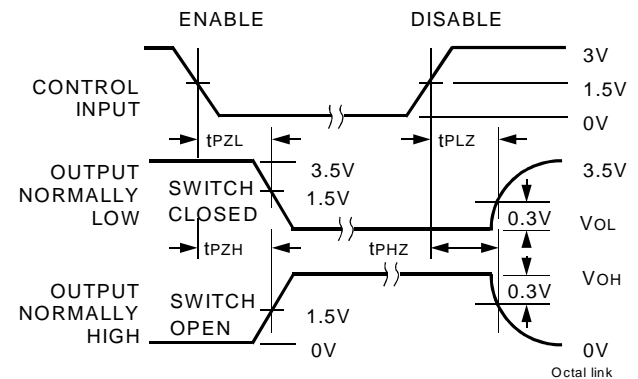 ENABLE
DISABLE
CONTROL
INPUT
3V
1.5V
0V
tPZL
tPLZ
OUTPUT
NORMALLY
LOW
SWITCH
CLOSED
3.5V
1.5V
3.5V
0.3V
VOL
tPZH
tPHZ
OUTPUT
NORMALLY
HIGH
SWITCH
OPEN
1.5V
0V
VOH
0.3V
0V
Octal link